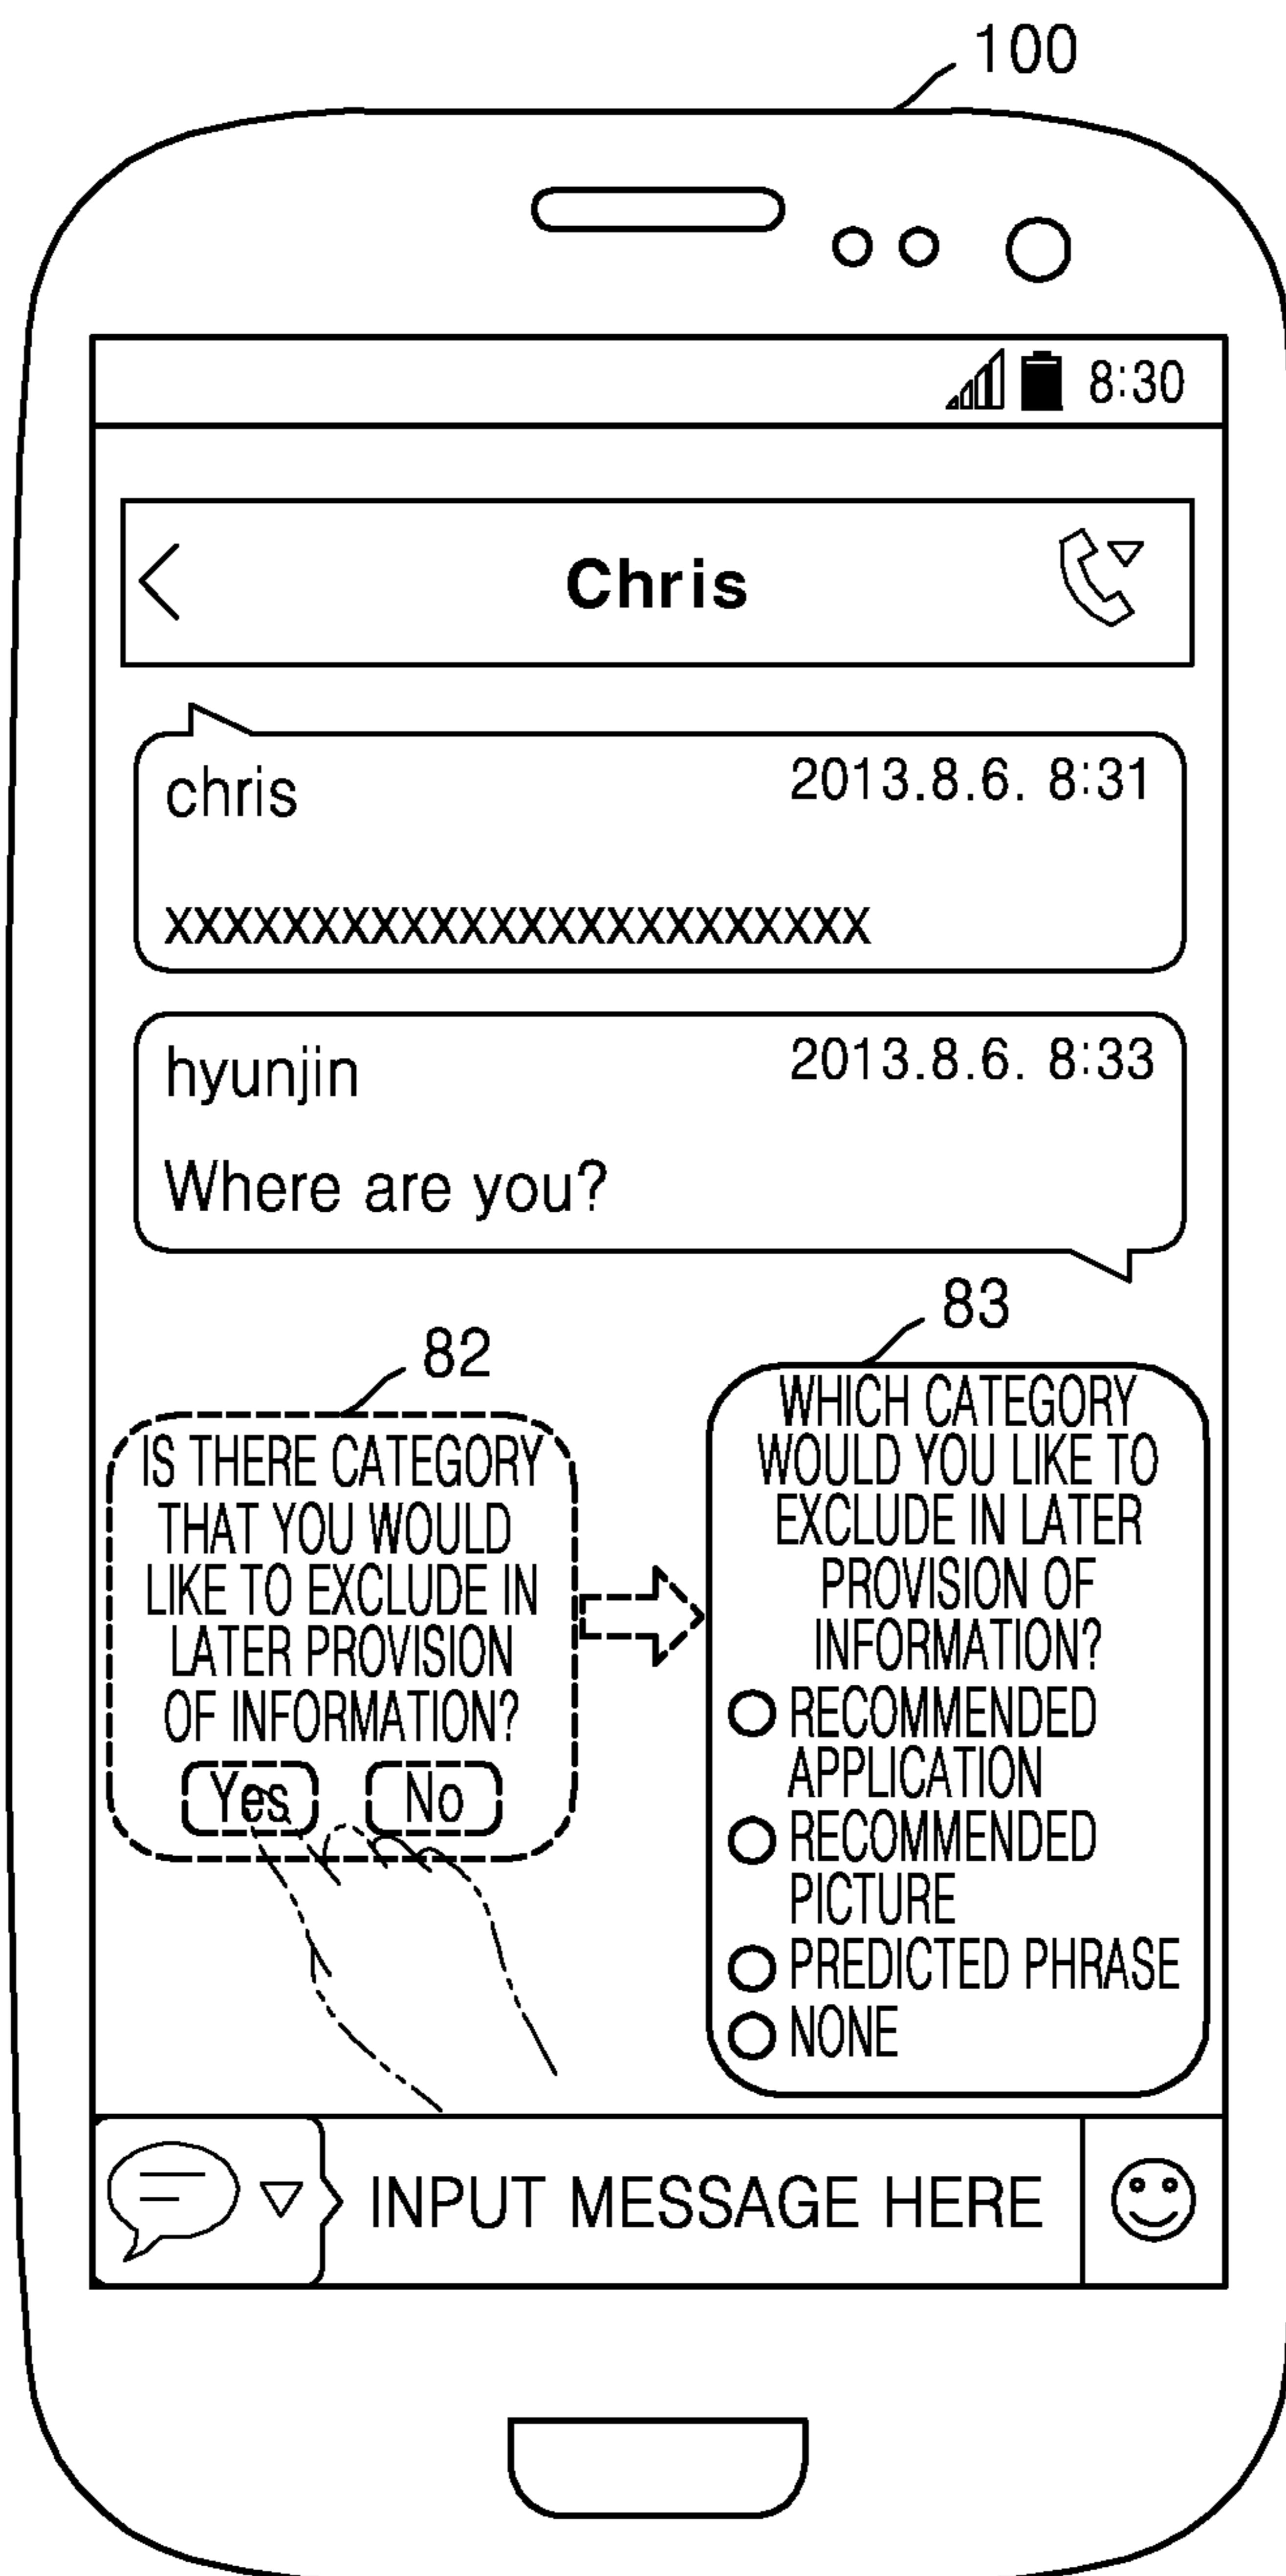 100
8:30
Chris
chris 2013.8.6. 8:31
XXXXXXXXXXXXXXXXXXXXXXXX
hyunjin 2013.8.6. 8:33
Where are you?
82
IS THERE CATEGORY
THAT YOU WOULD
LIKE TO EXCLUDE IN
LATER PROVISION
OF INFORMATION?
Yes No
83
WHICH CATEGORY
WOULD YOU LIKE TO
EXCLUDE IN LATER
PROVISION OF
INFORMATION?
RECOMMENDED
APPLICATION
RECOMMENDED
PICTURE
PREDICTED PHRASE
NONE
INPUT MESSAGE HERE